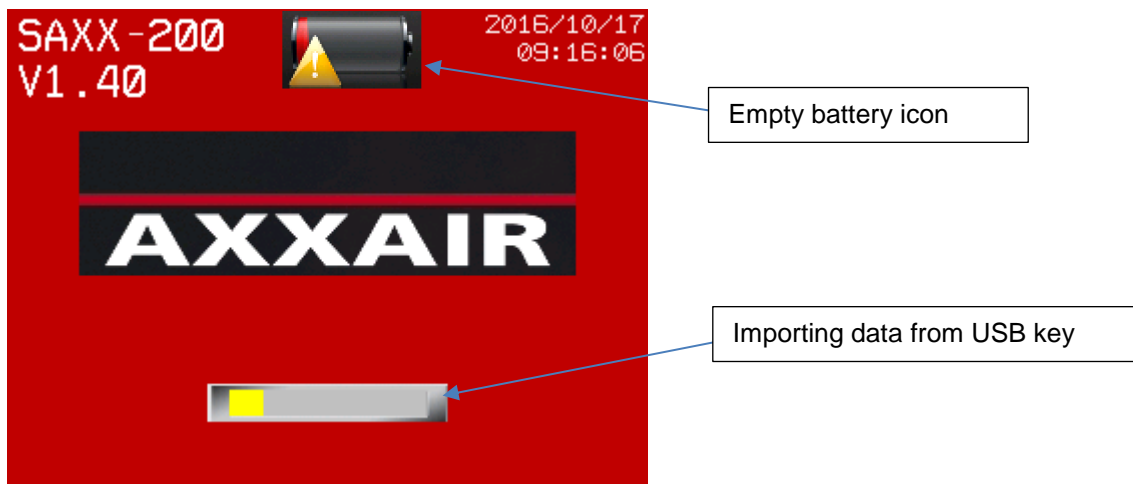 SAXX-200
V1.40
2016/10/17
09:16:06
Empty battery icon
AXXAIR
Importing data from USB key